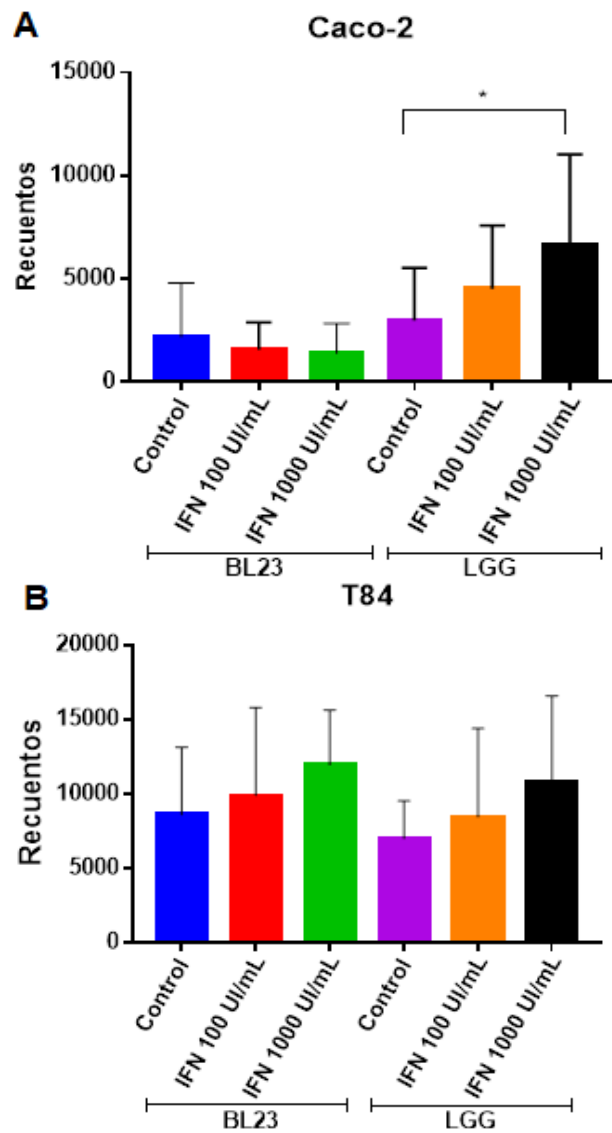 A
Caco-2
15000
10000
5000
0
Recuentos
*
Control
IFN 100 UI/mL
IFN 1000 UI/mL
Control
IFN 100 UI/mL
IFN 1000 UI/mL
BL23
LGG
B
T84
20000
15000
10000
5000
0
Recuentos
Control
IFN 100 UI/mL
IFN 1000 UI/mL
Control
IFN 100 UI/mL
IFN 1000 UI/mL
BL23
LGG